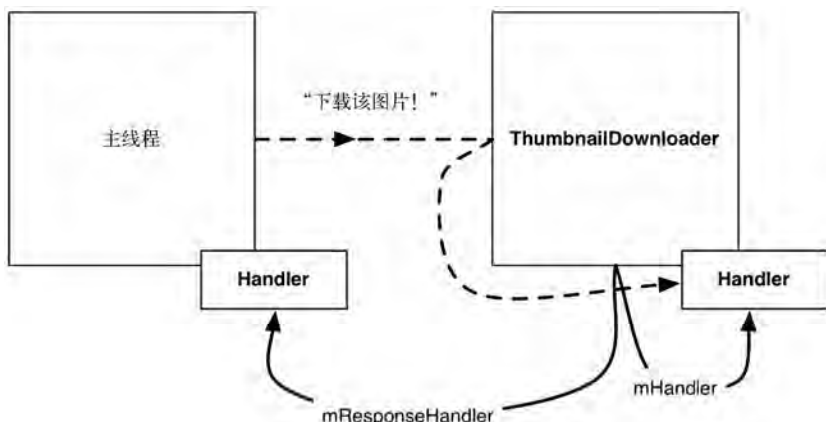 “下载该图片！”
主线程
ThumbnailDownloader
Handler
Handler
mHandler
mResponseHandler